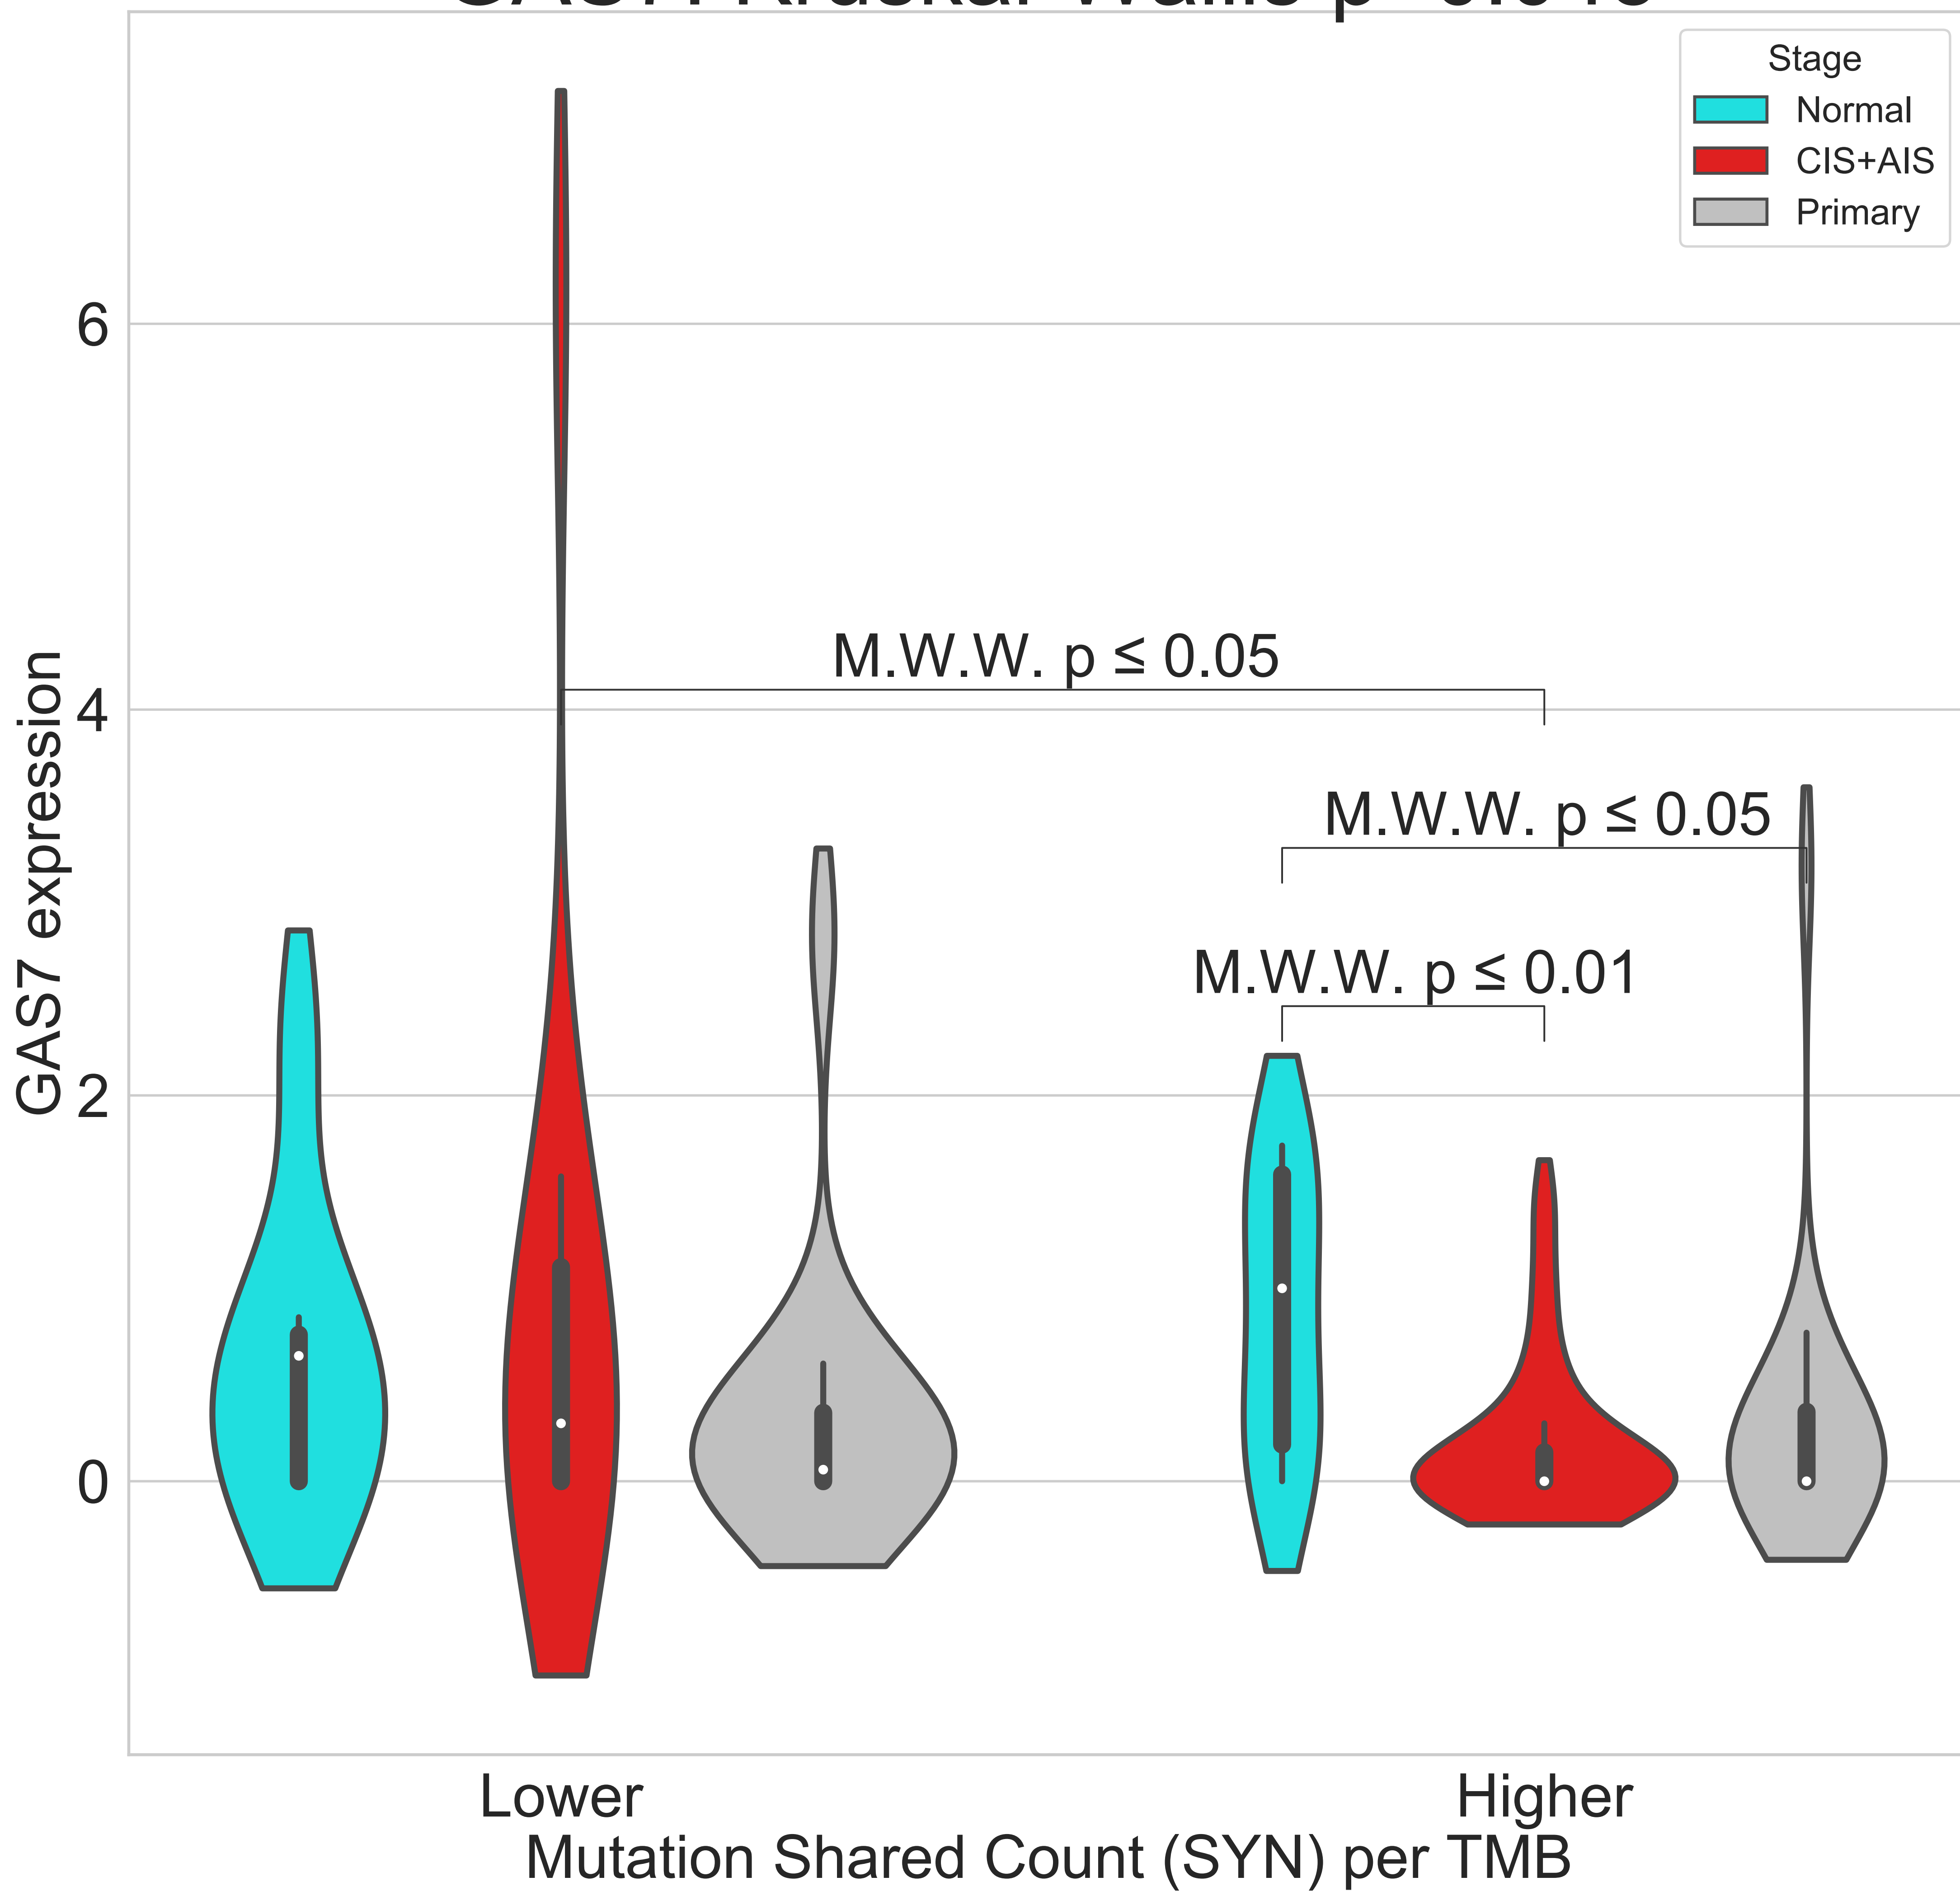 Stage
Normal
CIS+AIS
Primary
6
4
2
0
GAS7 expression
M.W.W. p ≤ 0.05
M.W.W. p ≤ 0.05
M.W.W. p ≤ 0.01
Lower
Higher
Mutation Shared Count (SYN) per TMB